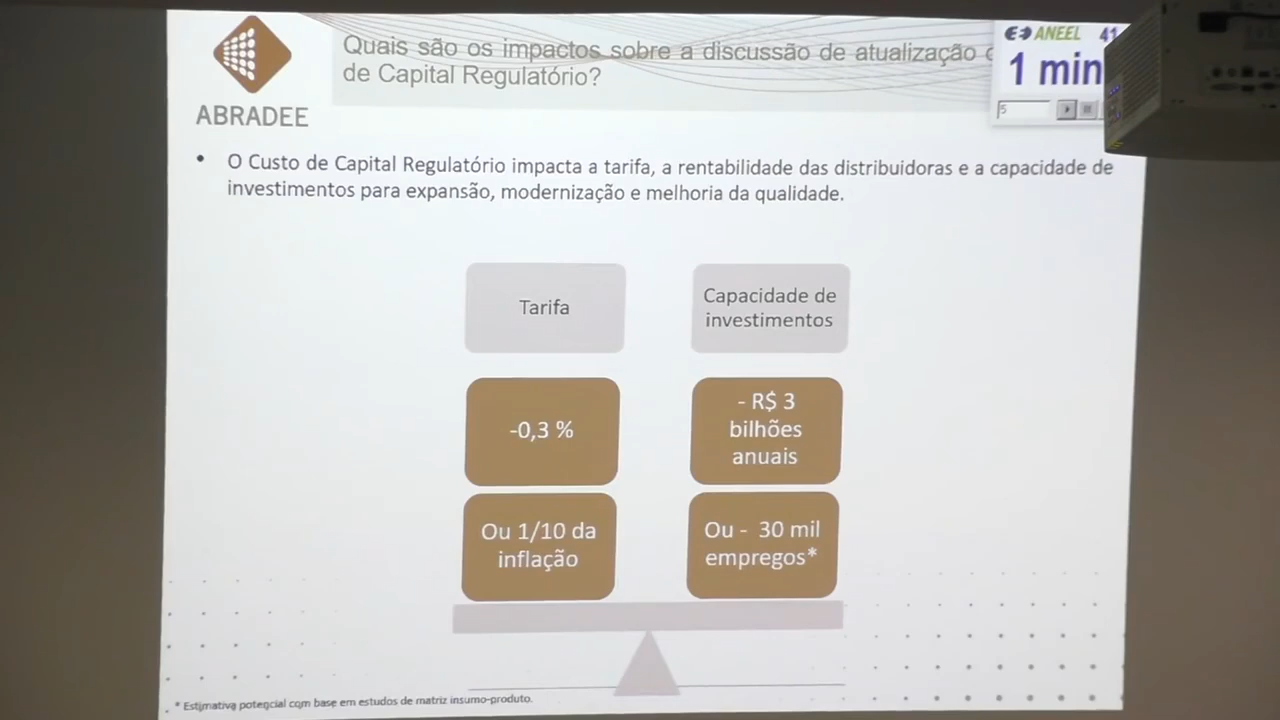 ABRADEE
Quais são os impactos sobre a discussão de atualização
de Capital Regulatório?
ANEEL 41
1 min
5
• O Custo de Capital Regulatório impacta a tarifa, a rentabilidade das distribuidoras e a capacidade de
investimentos para expansão, modernização e melhoria da qualidade.
Tarifa
Capacidade de
investimentos
-0,3 %
- R$ 3
bilhões
anuais
Ou 1/10 da
inflação
Ou - 30 mil
empregos*
* Estimativa potencial com base em estudos de matriz insumo-produto.